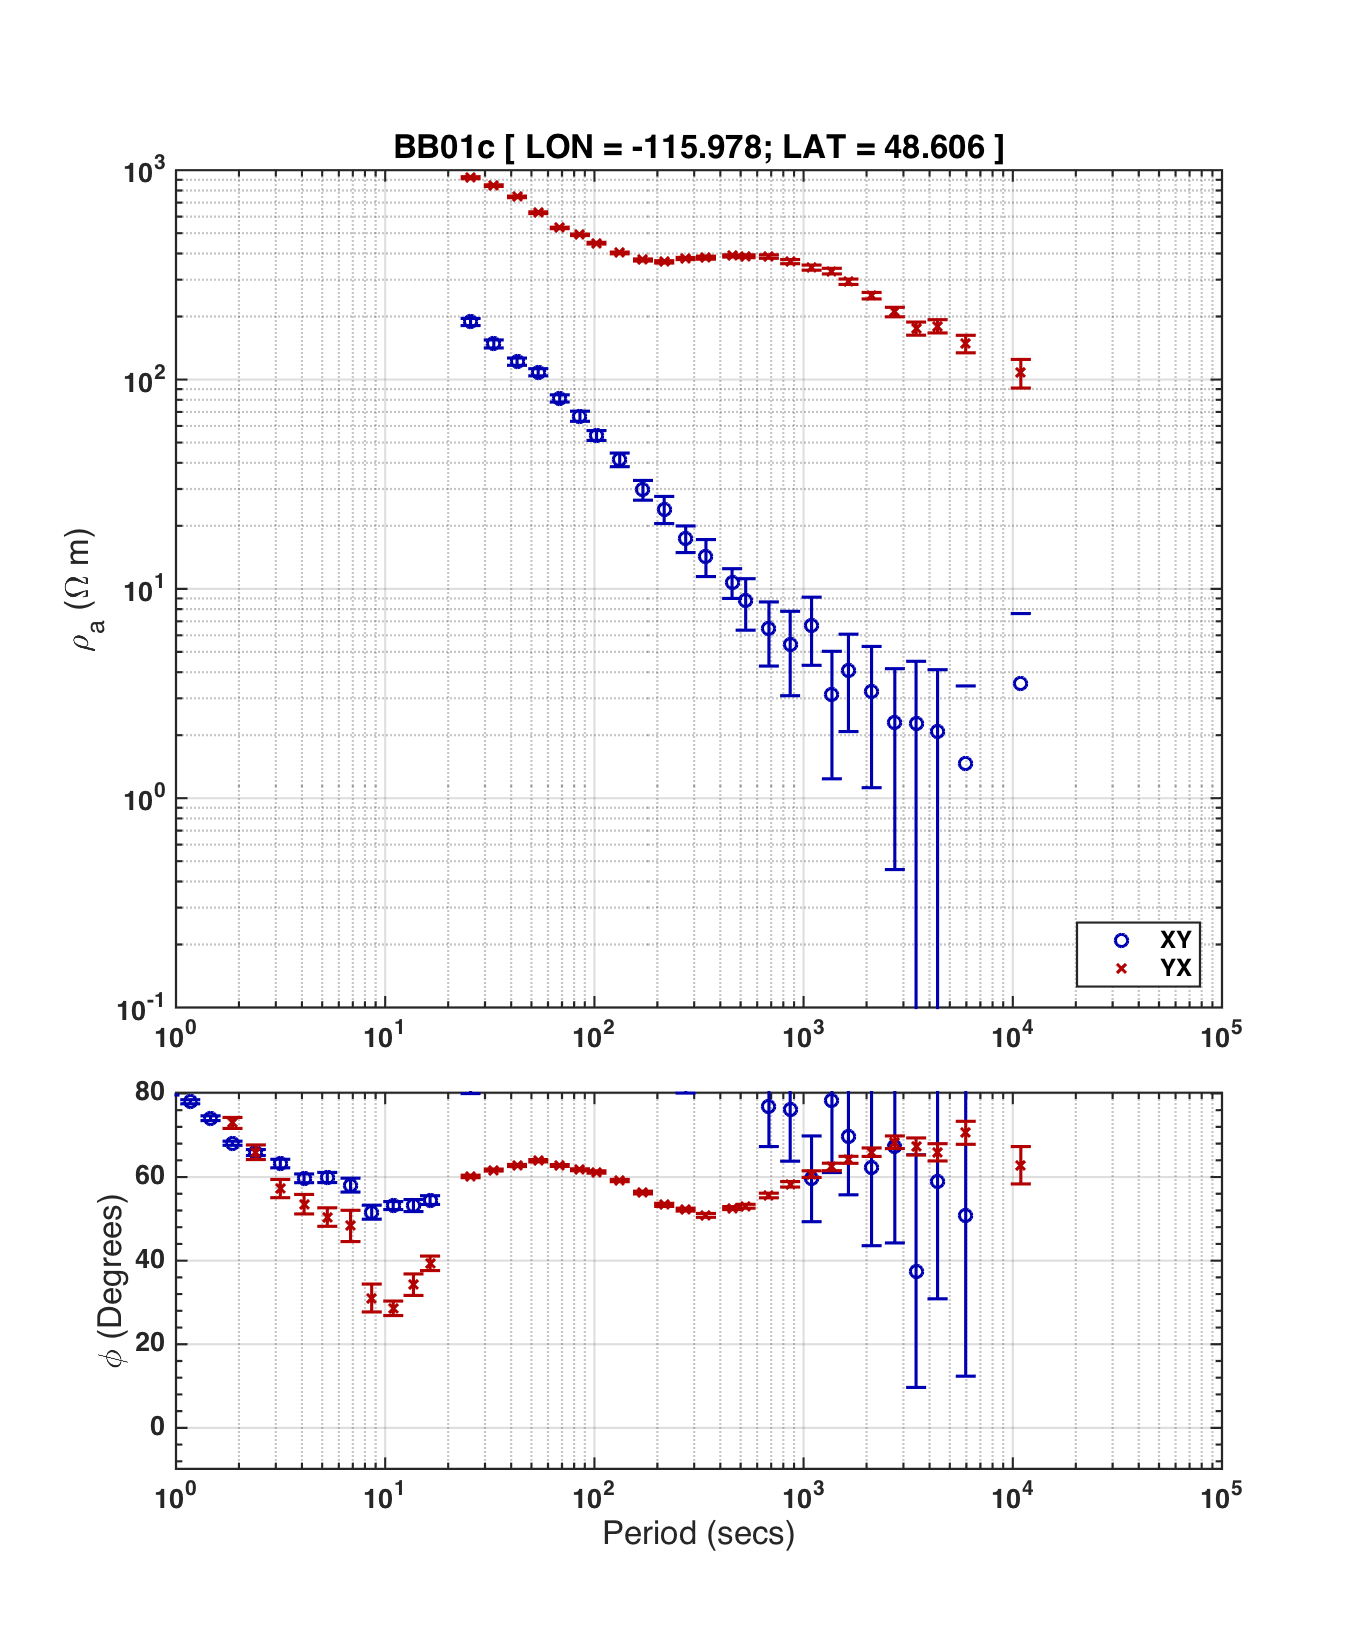 BB01c [ LON = -115.978; LAT = 48.606 ]
10³
10²
10¹
10⁰
10⁻¹
ρa (Ω m)
XY
YX
10⁰ 10¹ 10² 10³ 10⁴ 10⁵
80
60
40
20
0
ϕ (Degrees)
10⁰ 10¹ 10² 10³ 10⁴ 10⁵
Period (secs)